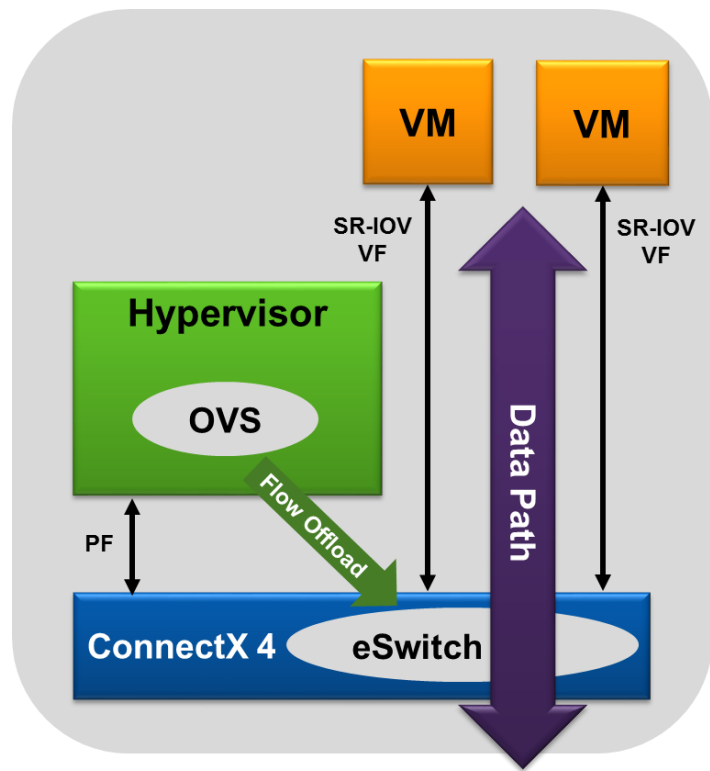 VM
VM
SR-IOV
VF
SR-IOV
VF
Hypervisor
OVS
Flow Offload
Data Path
PF
ConnectX 4
eSwitch